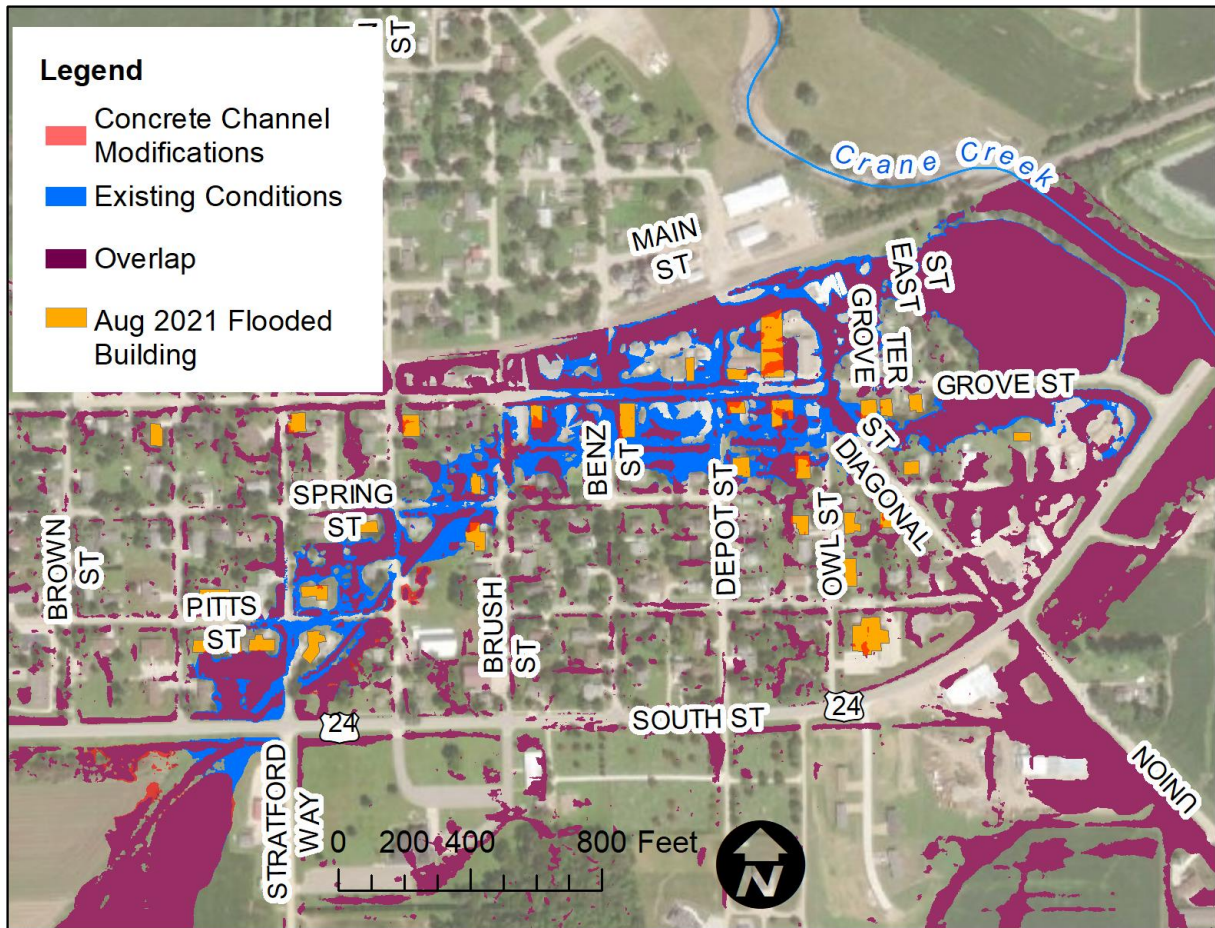 ST
Legend
Concrete Channel
Modifications
Existing Conditions
Overlap
Aug 2021 Flooded
Building
Crane Creek
MAIN
ST
EAST
ST
GROVE
TER
GROVE ST
ST
DIAGONAL
BENZ
ST
SPRING
ST
BROWN
ST
DEPOT ST
OWL ST
PITTS
ST
BRUSH
ST
24
SOUTH ST
24
UNION
STRATFORD
WAY
0 200 400 800 Feet
N